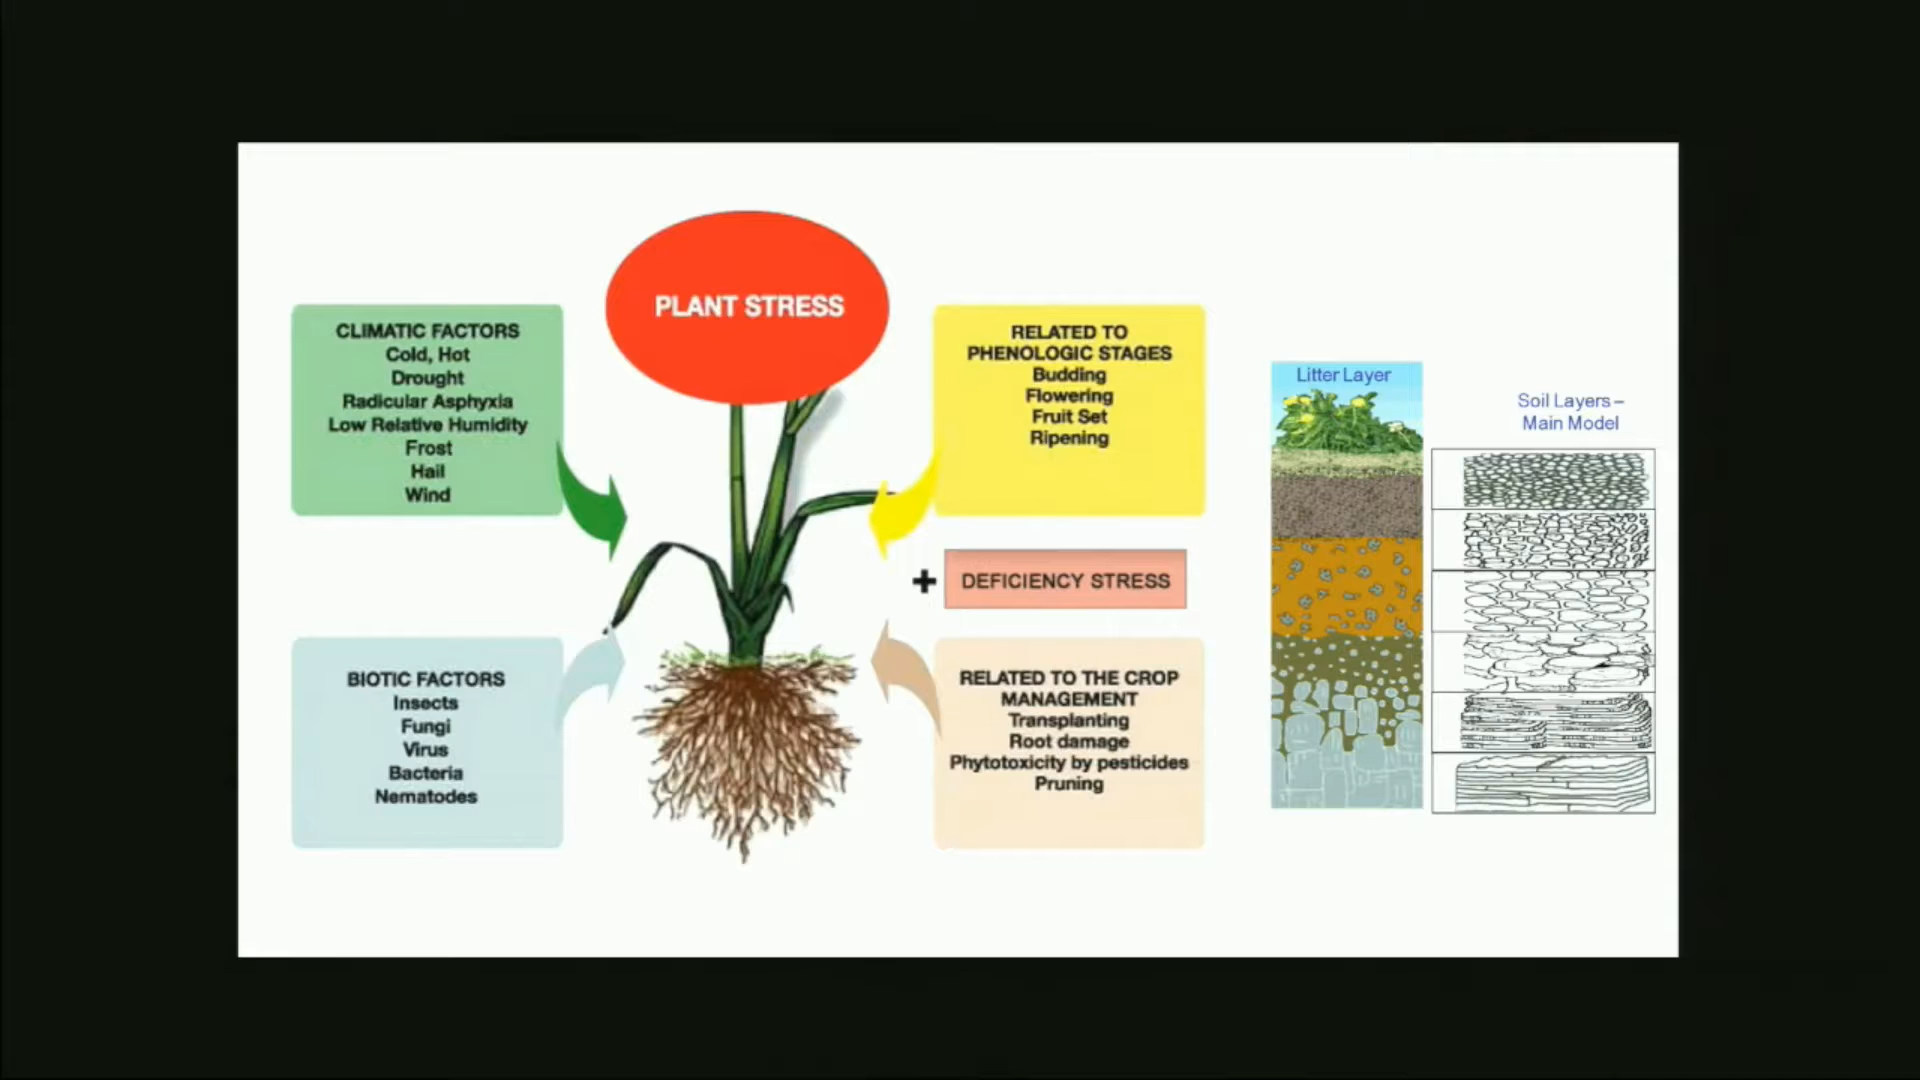 PLANT STRESS
CLIMATIC FACTORS
Cold, Hot
Drought
Radicular Asphyxia
Low Relative Humidity
Frost
Hail
Wind
RELATED TO
PHENOLOGIC STAGES
Budding
Flowering
Fruit Set
Ripening
+ DEFICIENCY STRESS
BIOTIC FACTORS
Insects
Fungi
Virus
Bacteria
Nematodes
RELATED TO THE CROP
MANAGEMENT
Transplanting
Root damage
Phytotoxicity by pesticides
Pruning
Litter Layer
Soil Layers –
Main Model